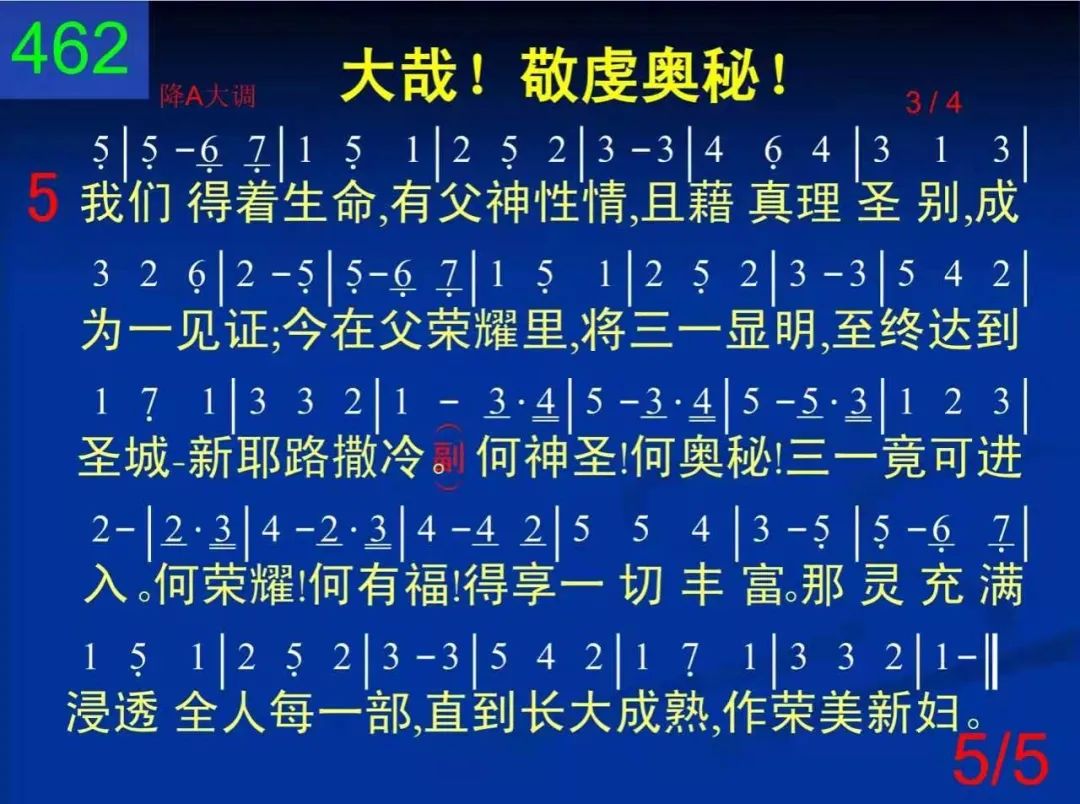 462
大哉！敬虔奥秘！
降A大调
3 / 4
5̣ | 5̣ - 6̣ 7̣ | 1 5̣ 1 | 2 5̣ 2 | 3 - 3 | 4 6̣ 4 | 3 1 3 |
5 我们 得着生命,有父神性情,且藉 真理 圣 别,成
3 2 6̣ | 2 - 5̣ | 5̣ - 6̣ 7̣ | 1 5̣ 1 | 2 5̣ 2 | 3 - 3 | 5 4 2 |
为一见证;今在父荣耀里,将三一显明,至终达到
1 7̣ 1 | 3 3 2 | 1 - 3 · 4 | 5 - 3 · 4 | 5 - 5 · 3 | 1 2 3 |
圣城-新耶路撒冷。(副)何神圣!何奥秘!三一竟可进
2 - | 2 · 3 | 4 - 2 · 3 | 4 - 4 2 | 5 5 4 | 3 - 5̣ | 5̣ - 6̣ 7̣ |
入。何荣耀!何有福!得享一 切 丰 富。那 灵 充 满
1 5̣ 1 | 2 5̣ 2 | 3 - 3 | 5 4 2 | 1 7̣ 1 | 3 3 2 | 1 - ‖
浸透 全人每一部,直到长大成熟,作荣美新妇。
5/5